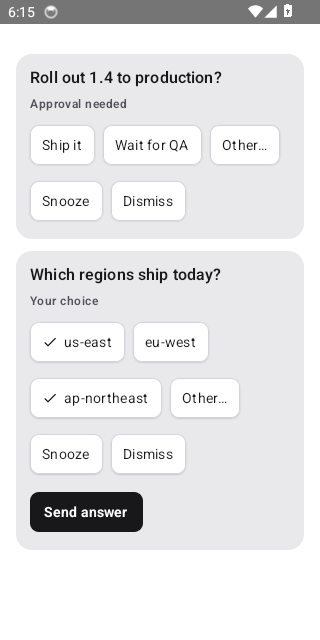 6:15
Roll out 1.4 to production?
Approval needed
Ship it Wait for QA Other…
Snooze Dismiss
Which regions ship today?
Your choice
us-east eu-west
ap-northeast Other…
Snooze Dismiss
Send answer